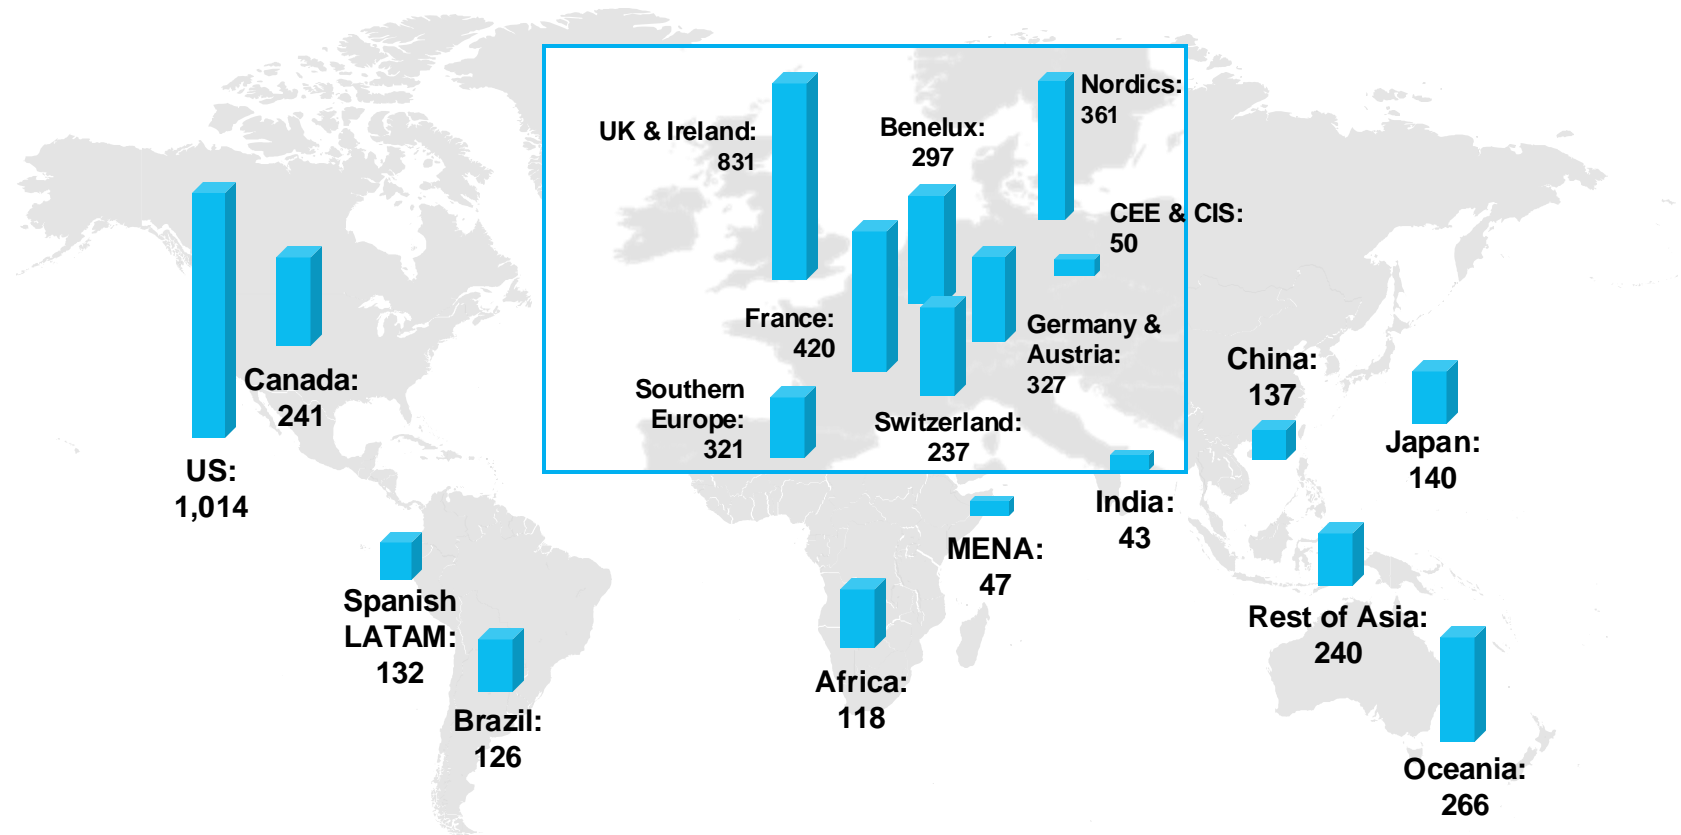 UK & Ireland:
831
Benelux:
297
Nordics:
361
CEE & CIS:
50
France:
420
Germany &
Austria:
327
Southern
Europe:
321
Switzerland:
237
Canada:
241
US:
1,014
China:
137
Japan:
140
India:
43
MENA:
47
Spanish
LATAM:
132
Brazil:
126
Africa:
118
Rest of Asia:
240
Oceania:
266